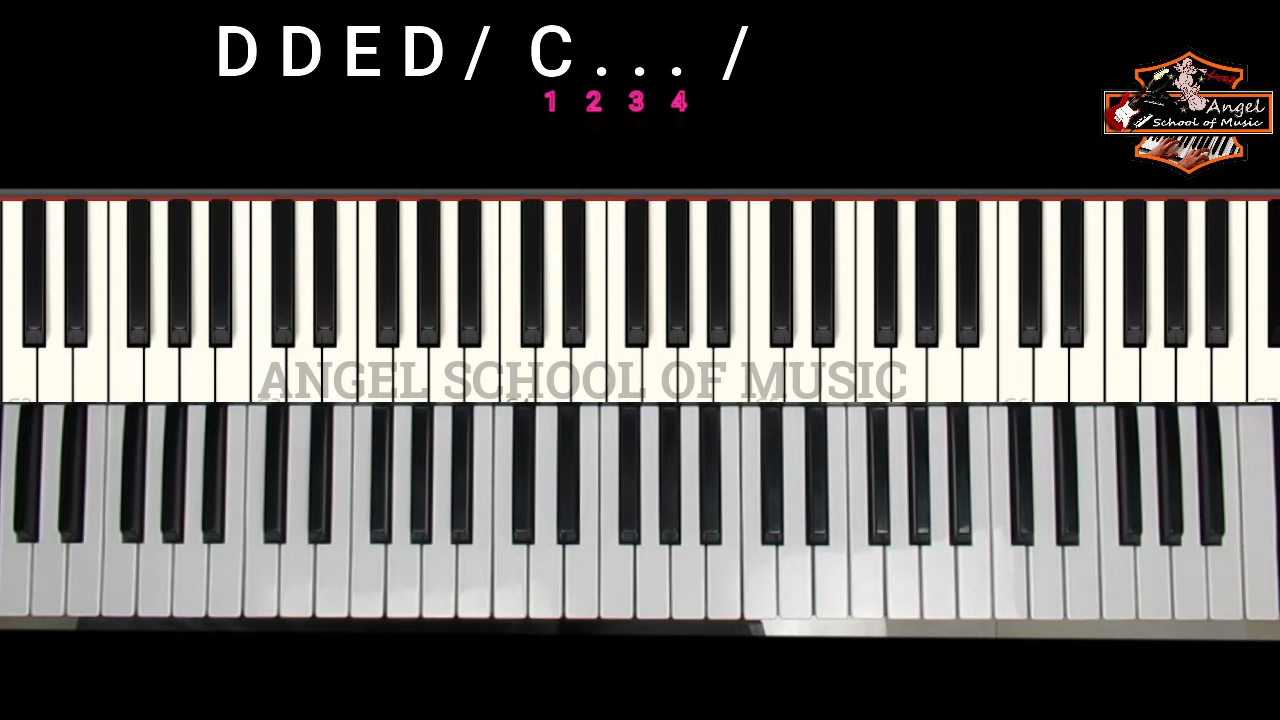 D D E D / C . . . /
1 2 3 4
Angel
School of Music
ANGEL SCHOOL OF MUSIC